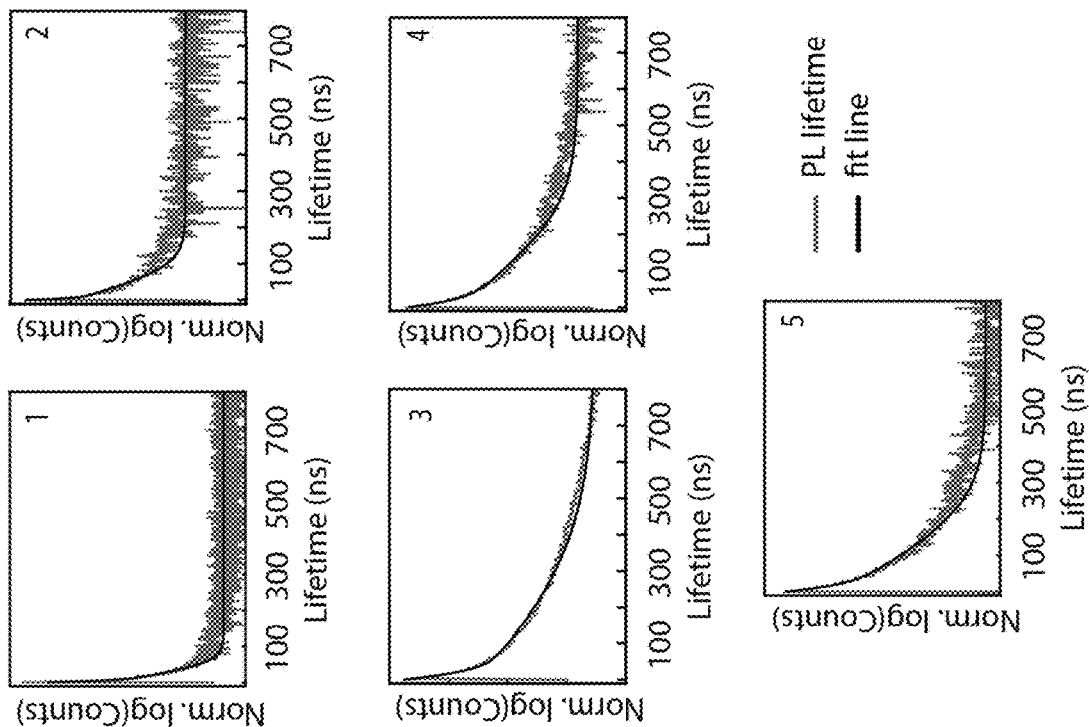 Norm. log(Counts)
1
100 300 500 700
Lifetime (ns)
Norm. log(Counts)
2
100 300 500 700
Lifetime (ns)
Norm. log(Counts)
3
100 300 500 700
Lifetime (ns)
Norm. log(Counts)
4
100 300 500 700
Lifetime (ns)
Norm. log(Counts)
5
100 300 500 700
Lifetime (ns)
PL lifetime
fit line